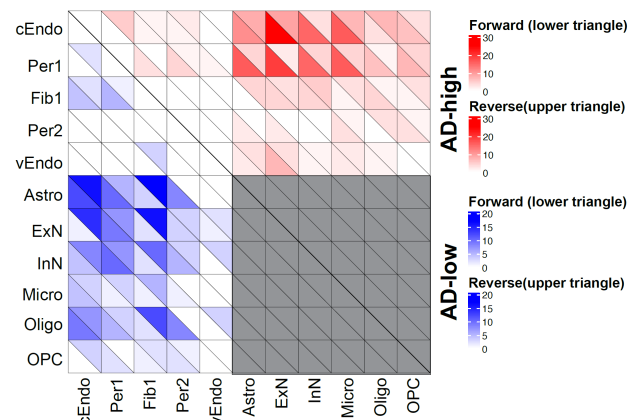 cEndo
Per1
Fib1
Per2
vEndo
Astro
ExN
InN
Micro
Oligo
OPC
cEndo
Per1
Fib1
Per2
vEndo
Astro
ExN
InN
Micro
Oligo
OPC
AD-high
Forward (lower triangle)
30
20
10
0
Reverse(upper triangle)
30
20
10
0
AD-low
Forward (lower triangle)
20
15
10
5
0
Reverse(upper triangle)
20
15
10
5
0